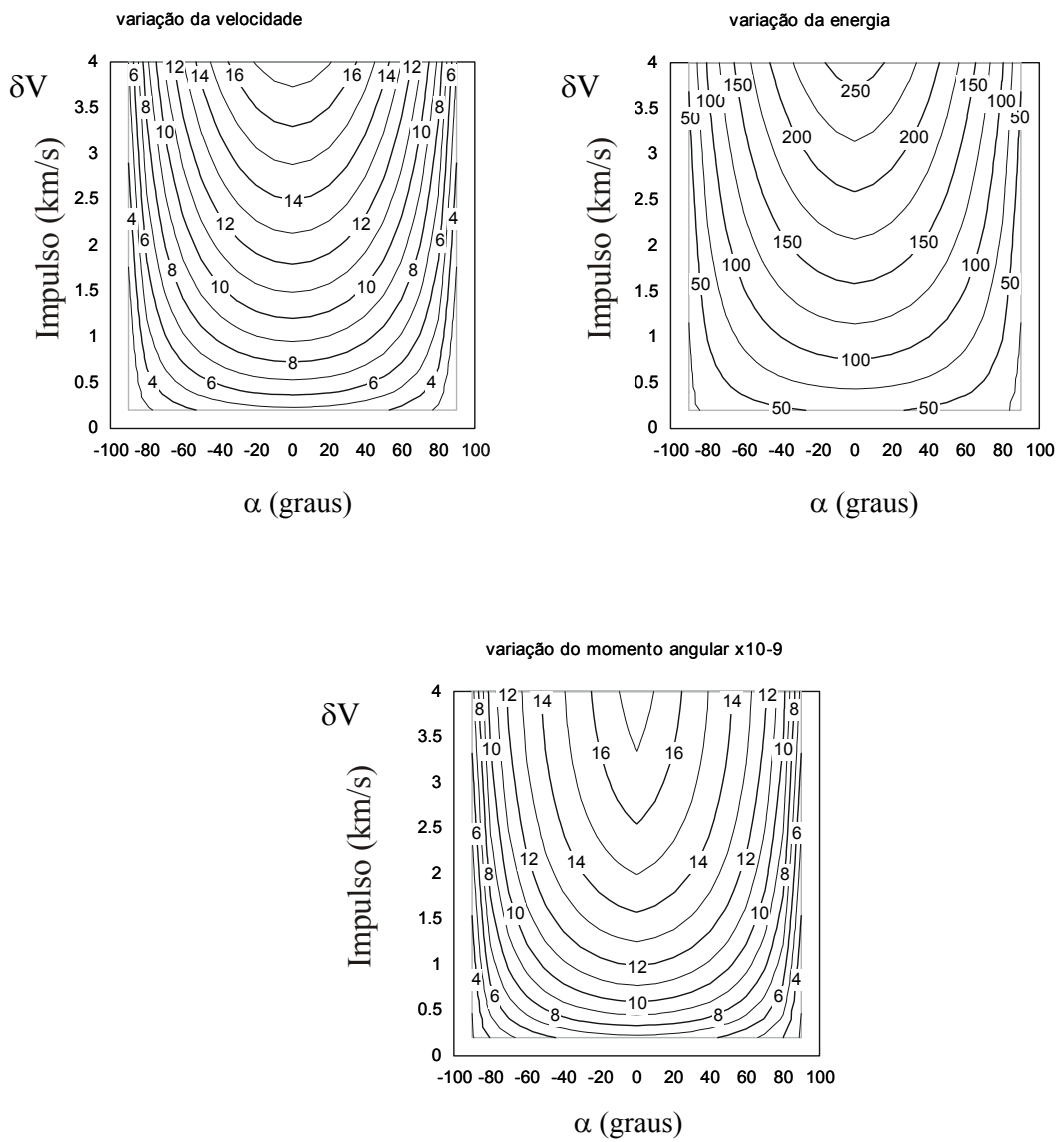 variação da velocidade
δV
Impulso (km/s)
4
3.5
3
2.5
2
1.5
1
0.5
0
6 12 14 16 16 14 12 6
8 8
10 10
14
4 12 12 4
6 6
8 8
10 10
8
4 6 6 4
-100 -80 -60 -40 -20 0 20 40 60 80 100
α (graus)
variação da energia
δV
Impulso (km/s)
4
3.5
3
2.5
2
1.5
1
0.5
0
150 250 150
100 100
50 50
200 200
150 150
100 100
50 50
100
50 50
-100 -80 -60 -40 -20 0 20 40 60 80 100
α (graus)
variação do momento angular x10-9
δV
Impulso (km/s)
4
3.5
3
2.5
2
1.5
1
0.5
0
8 12 14 14 12 8
10 16 16 10
6 6
12 14 14 12
8 8
10 10
12
4 4
6 10 6
8 8
-100 -80 -60 -40 -20 0 20 40 60 80 100
α (graus)